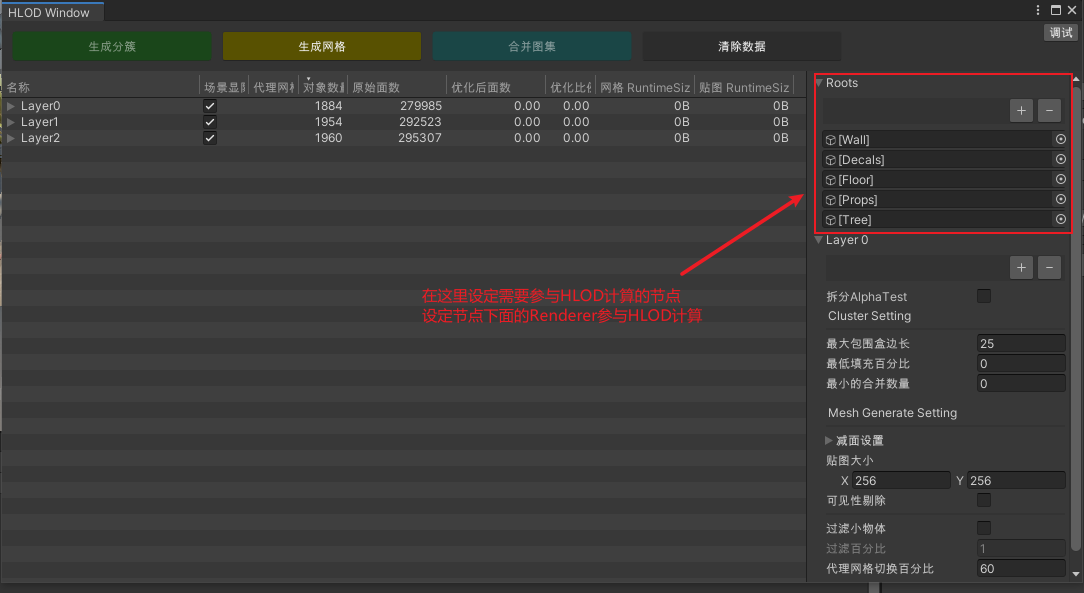 HLOD Window
调试
生成分簇 生成网格 合并图集 清除数据
名称 场景显 代理网 对象数 原始面数 优化后面数 优化比 网格 RuntimeSiz 贴图 RuntimeSiz
Layer0 1884 279985 0.00 0.00 0B 0B
Layer1 1954 292523 0.00 0.00 0B 0B
Layer2 1960 295307 0.00 0.00 0B 0B
在这里设定需要参与HLOD计算的节点
设定节点下面的Renderer参与HLOD计算
Roots
+ -
[Wall]
[Decals]
[Floor]
[Props]
[Tree]
Layer 0
+ -
拆分AlphaTest
Cluster Setting
最大包围盒边长 25
最低填充百分比 0
最小的合并数量 0
Mesh Generate Setting
减面设置
贴图大小
X 256 Y 256
可见性剔除
过滤小物体
过滤百分比 1
代理网格切换百分比 60